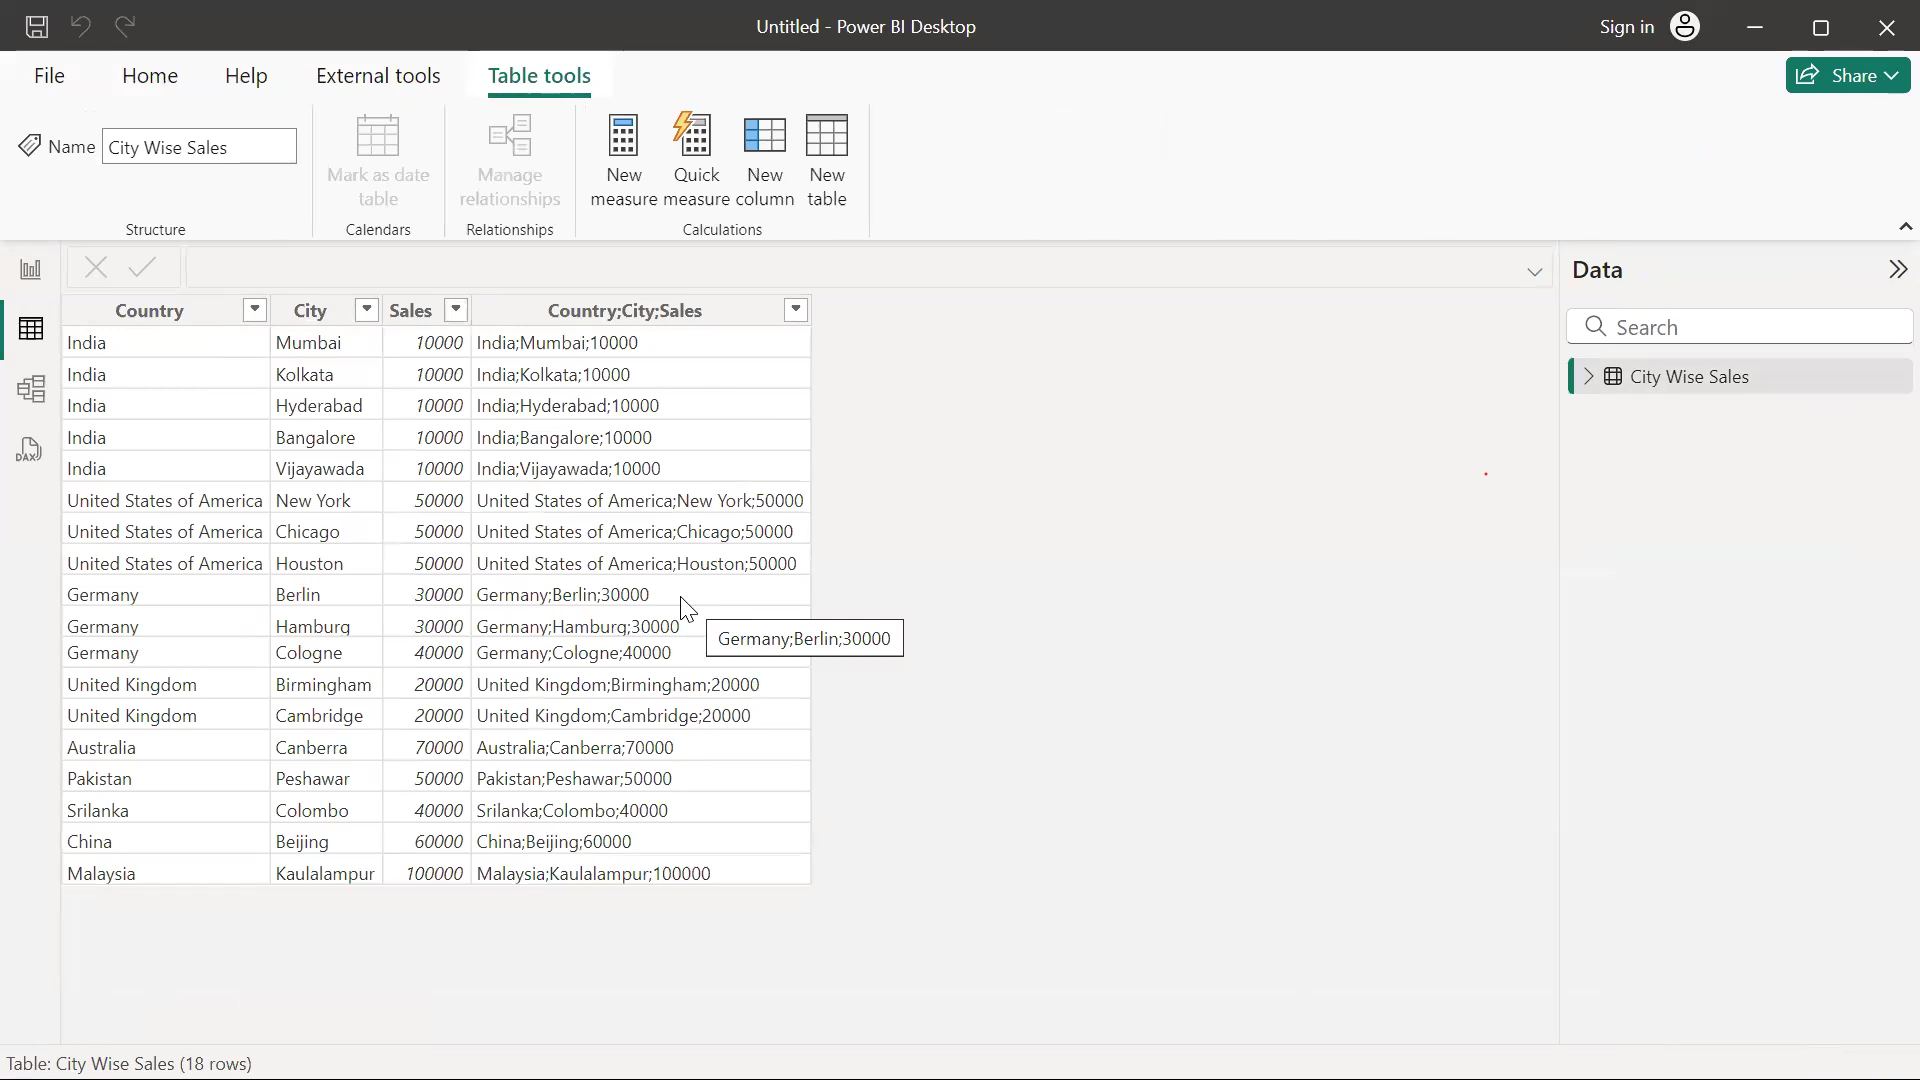 Untitled - Power BI Desktop
Sign in
File Home Help External tools Table tools
Share
Name City Wise Sales
Mark as date table
Manage relationships
New measure
Quick measure
New column
New table
Structure Calendars Relationships Calculations
DAX
Data
Search
City Wise Sales
Country City Sales Country;City;Sales
India Mumbai 10000 India;Mumbai;10000
India Kolkata 10000 India;Kolkata;10000
India Hyderabad 10000 India;Hyderabad;10000
India Bangalore 10000 India;Bangalore;10000
India Vijayawada 10000 India;Vijayawada;10000
United States of America New York 50000 United States of America;New York;50000
United States of America Chicago 50000 United States of America;Chicago;50000
United States of America Houston 50000 United States of America;Houston;50000
Germany Berlin 30000 Germany;Berlin;30000
Germany Hamburg 30000 Germany;Hamburg;30000
Germany;Berlin;30000
Germany Cologne 40000 Germany;Cologne;40000
United Kingdom Birmingham 20000 United Kingdom;Birmingham;20000
United Kingdom Cambridge 20000 United Kingdom;Cambridge;20000
Australia Canberra 70000 Australia;Canberra;70000
Pakistan Peshawar 50000 Pakistan;Peshawar;50000
Srilanka Colombo 40000 Srilanka;Colombo;40000
China Beijing 60000 China;Beijing;60000
Malaysia Kaulalampur 100000 Malaysia;Kaulalampur;100000
Table: City Wise Sales (18 rows)